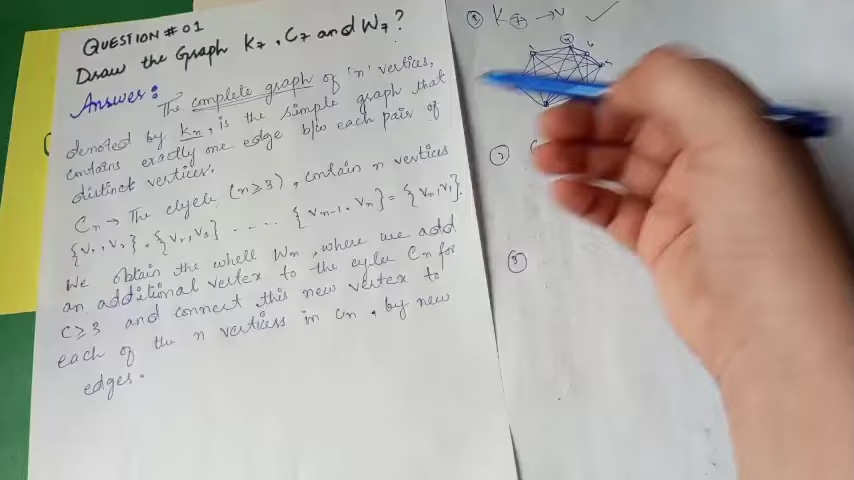 QUESTION # 01
Draw the Graph K7, C7 and W7?
Answer:
The complete graph of 'n' vertices,
denoted by Kn, is the simple graph that
contains exactly one edge b/w each pair of
distinct vertices.
Cn → The clycle (n≥3), contain n vertices
{v1, v2}, {v2, v3} ..... {vn-1, vn} = {vn, v1}.
We obtain the whell Wn, where we add
an additional vertex to the cycle Cn for
C≥3 and connect this new vertex to
each of the n vertices in Cn, by new
edges.
① K7 → V ✓
②
③